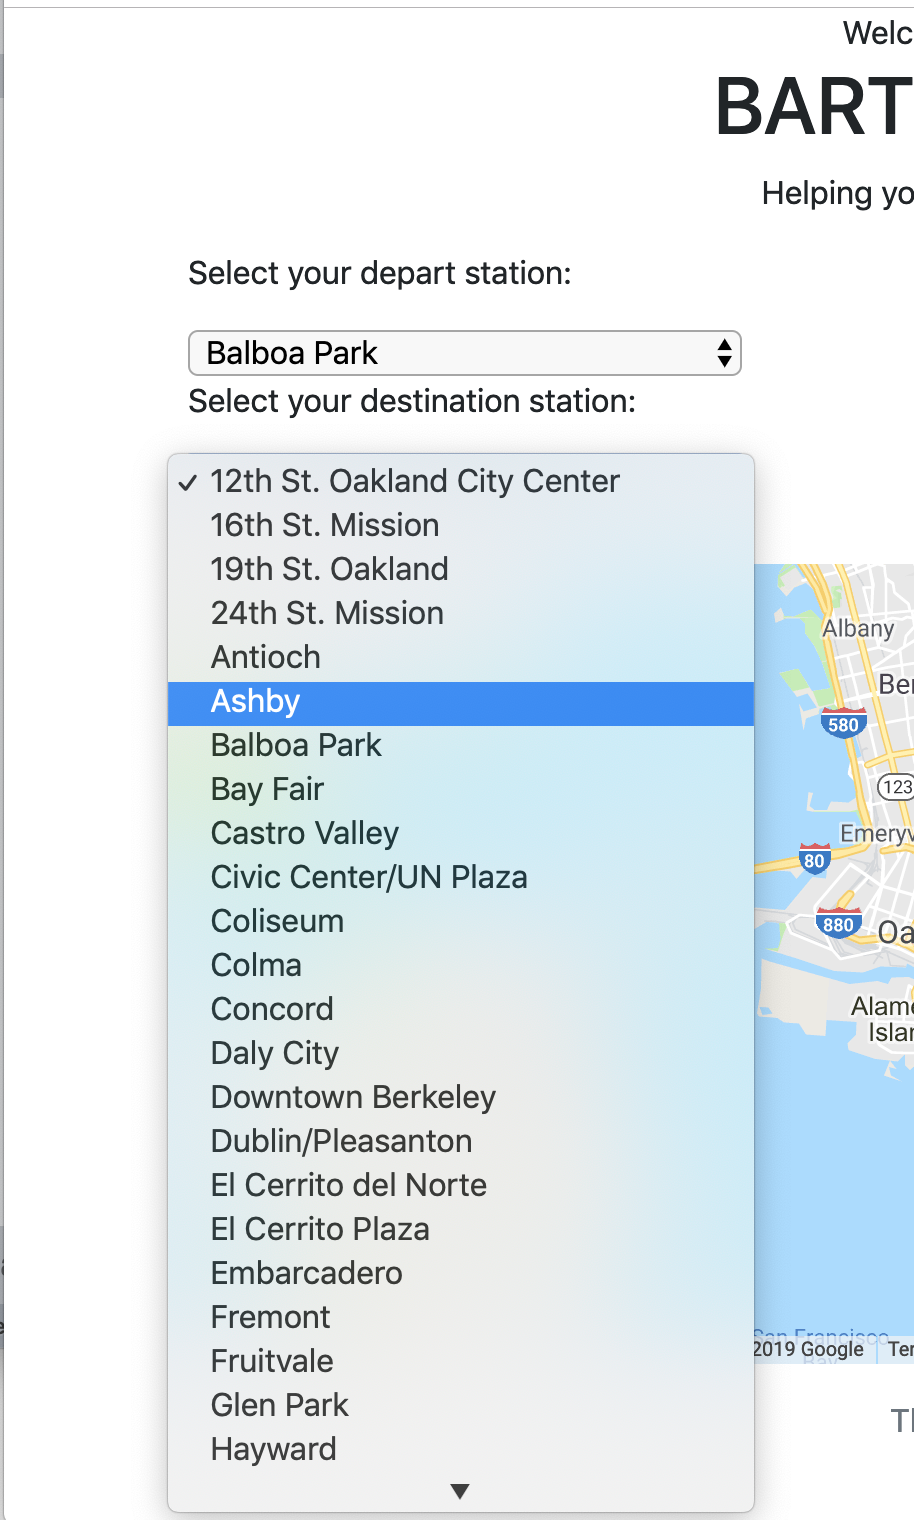 Welc
BART
Helping yo
Select your depart station:
Balboa Park
Select your destination station:
✓ 12th St. Oakland City Center
16th St. Mission
19th St. Oakland
24th St. Mission
Antioch
Ashby
Balboa Park
Bay Fair
Castro Valley
Civic Center/UN Plaza
Coliseum
Colma
Concord
Daly City
Downtown Berkeley
Dublin/Pleasanton
El Cerrito del Norte
El Cerrito Plaza
Embarcadero
Fremont
Fruitvale
Glen Park
Hayward
Albany
Ber
580
123
Emeryv
80
880
Oa
Alame
Islan
San Francisco
Bay
2019 Google
Ter
Th